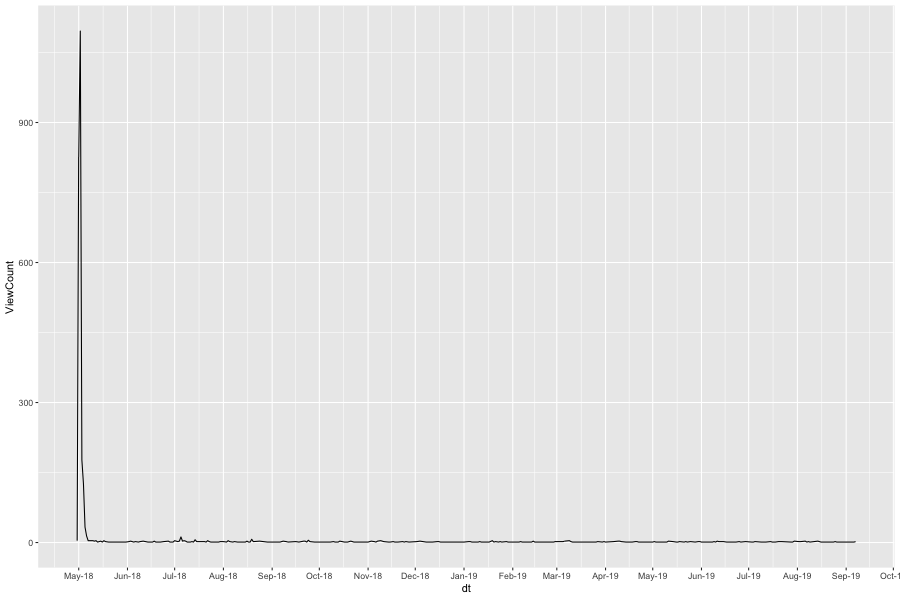 900
600
300
0
ViewCount
May-18 Jun-18 Jul-18 Aug-18 Sep-18 Oct-18 Nov-18 Dec-18 Jan-19 Feb-19 Mar-19 Apr-19 May-19 Jun-19 Jul-19 Aug-19 Sep-19 Oct-1
dt